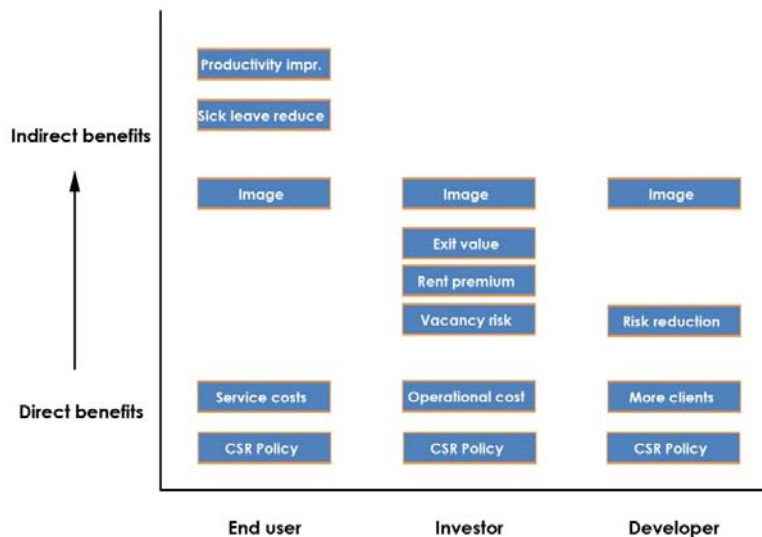 Productivity impr.
Sick leave reduce
Indirect benefits
Image Image Image
Exit value
Rent premium
Vacancy risk Risk reduction
Service costs Operational cost More clients
Direct benefits
CSR Policy CSR Policy CSR Policy
End user Investor Developer